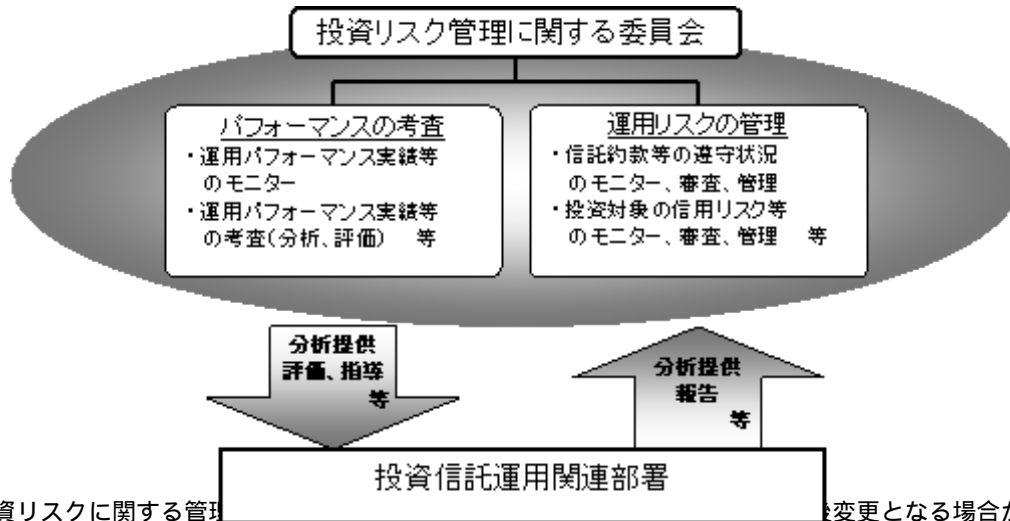 投資リスク管理に関する委員会
パフォーマンスの考査
・運用パフォーマンス実績等
のモニター
・運用パフォーマンス実績等
の考査(分析、評価) 等
運用リスクの管理
・信託約款等の遵守状況
のモニター、審査、管理
・投資対象の信用リスク等
のモニター、審査、管理 等
分析提供
評価、指導
等
分析提供
報告
等
投資信託運用関連部署
資リスクに関する管
変更となる場合が